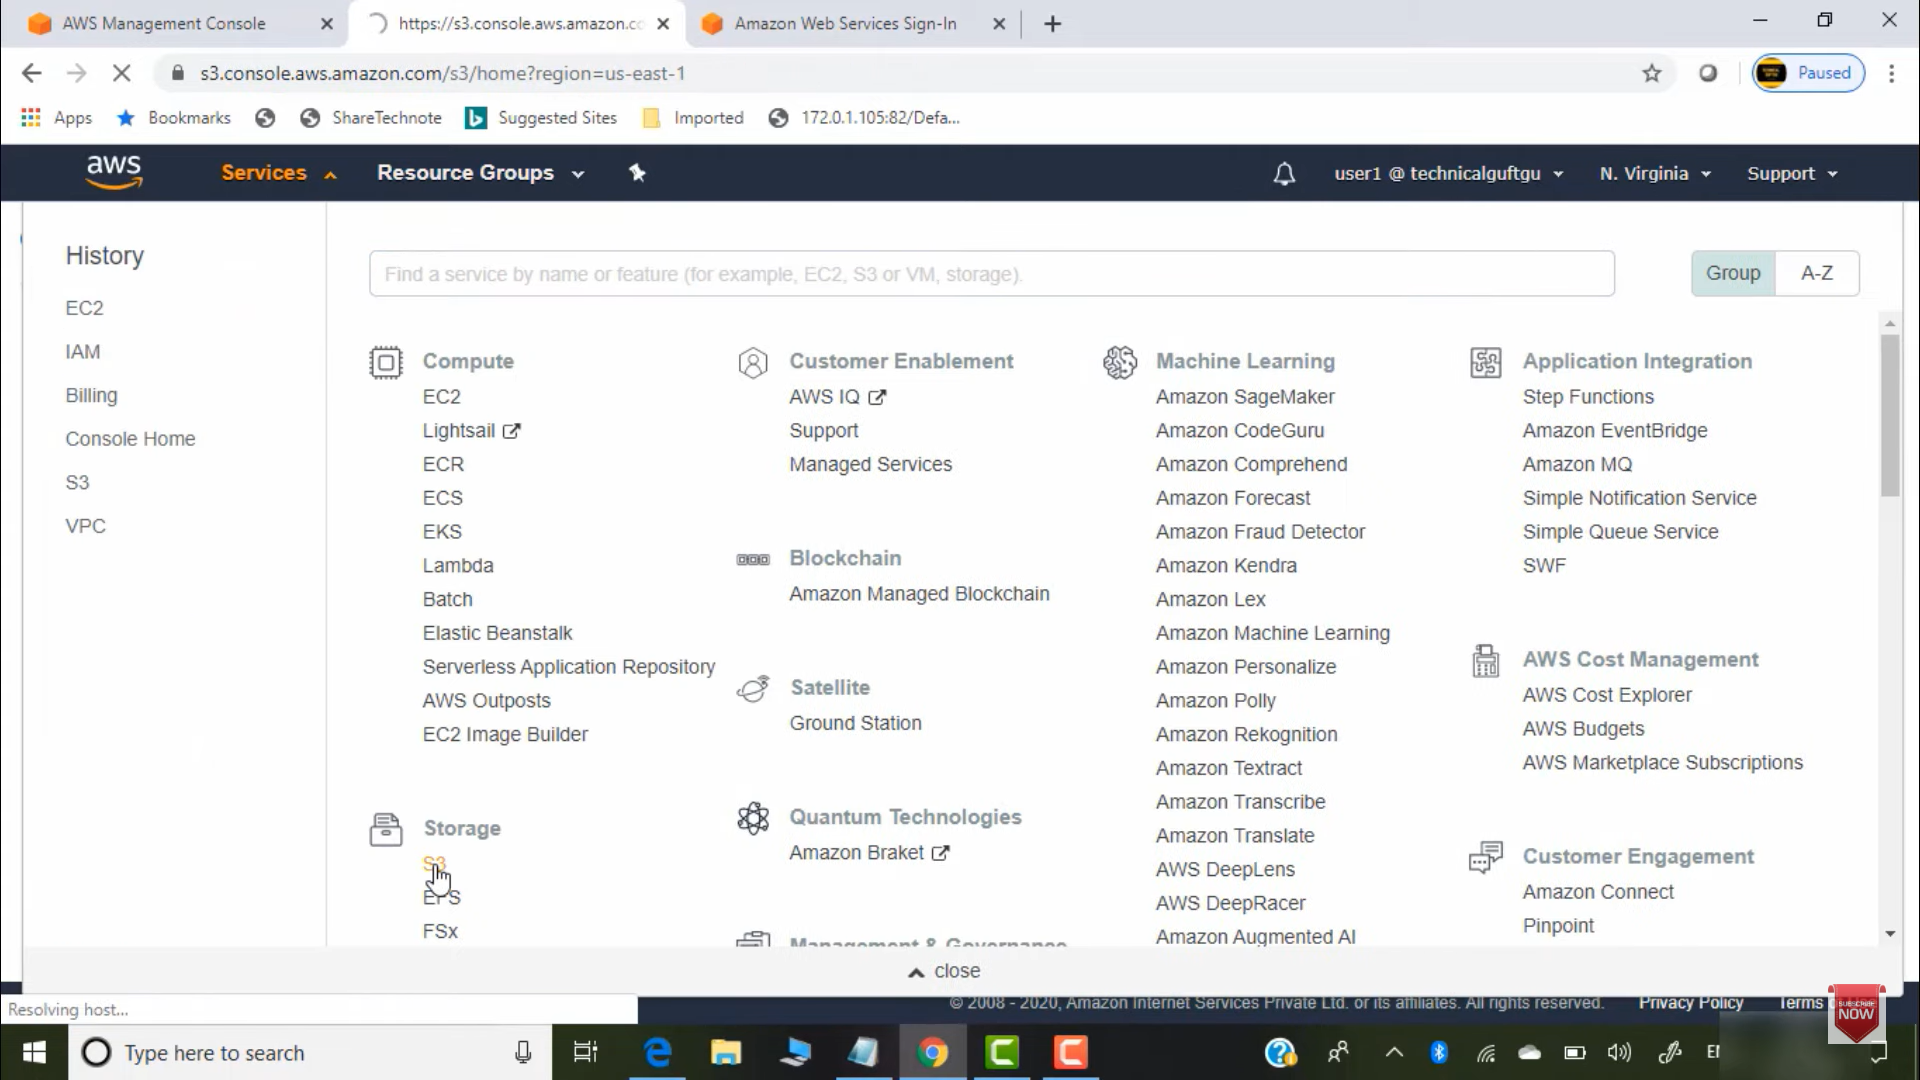 AWS Management Console
https://s3.console.aws.amazon.co
Amazon Web Services Sign-In
s3.console.aws.amazon.com/s3/home?region=us-east-1
Paused
Apps
Bookmarks
ShareTechnote
Suggested Sites
Imported
172.0.1.105:82/Defa...
aws
Services
Resource Groups
user1 @ technicalguftgu
N. Virginia
Support
History
EC2
IAM
Billing
Console Home
S3
VPC
Find a service by name or feature (for example, EC2, S3 or VM, storage).
Group
A-Z
Compute
EC2
Lightsail
ECR
ECS
EKS
Lambda
Batch
Elastic Beanstalk
Serverless Application Repository
AWS Outposts
EC2 Image Builder
Storage
S3
EFS
FSx
Customer Enablement
AWS IQ
Support
Managed Services
Blockchain
Amazon Managed Blockchain
Satellite
Ground Station
Quantum Technologies
Amazon Braket
Management & Governance
Machine Learning
Amazon SageMaker
Amazon CodeGuru
Amazon Comprehend
Amazon Forecast
Amazon Fraud Detector
Amazon Kendra
Amazon Lex
Amazon Machine Learning
Amazon Personalize
Amazon Polly
Amazon Rekognition
Amazon Textract
Amazon Transcribe
Amazon Translate
AWS DeepLens
AWS DeepRacer
Amazon Augmented AI
Application Integration
Step Functions
Amazon EventBridge
Amazon MQ
Simple Notification Service
Simple Queue Service
SWF
AWS Cost Management
AWS Cost Explorer
AWS Budgets
AWS Marketplace Subscriptions
Customer Engagement
Amazon Connect
Pinpoint
close
Resolving host...
© 2008 - 2020, Amazon Internet Services Private Ltd. or its affiliates. All rights reserved.
Privacy Policy
Terms
SUBSCRIBE
NOW
Type here to search